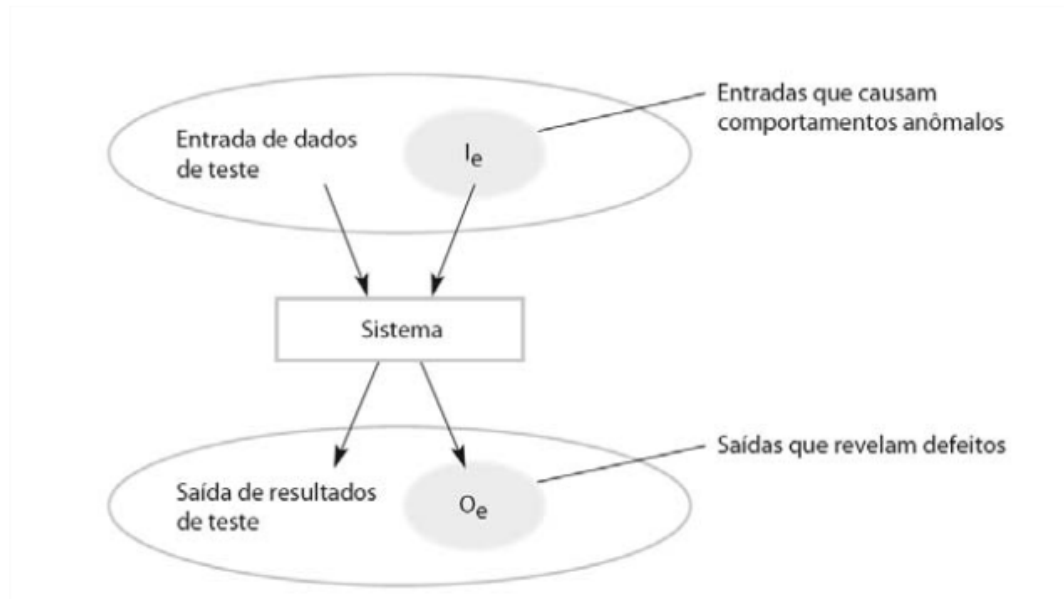 Entradas que causam
comportamentos anômalos
Entrada de dados
de teste
Ie
Sistema
Saídas que revelam defeitos
Saída de resultados
de teste
Oe